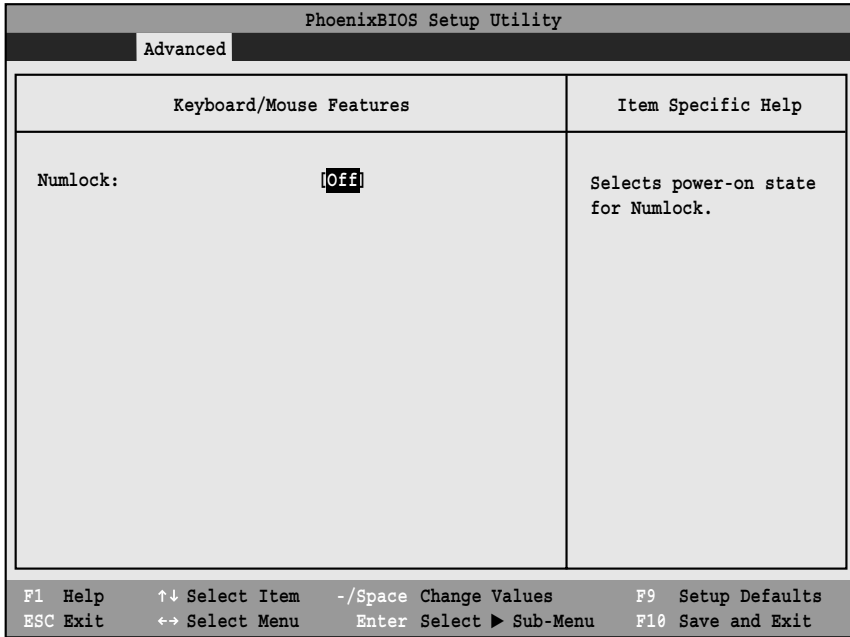 PhoenixBIOS Setup Utility
Advanced
Keyboard/Mouse Features
Item Specific Help
Numlock: [Off]
Selects power-on state
for Numlock.
F1 Help ↑↓ Select Item -/Space Change Values F9 Setup Defaults
ESC Exit ←→ Select Menu Enter Select ▶ Sub-Menu F10 Save and Exit